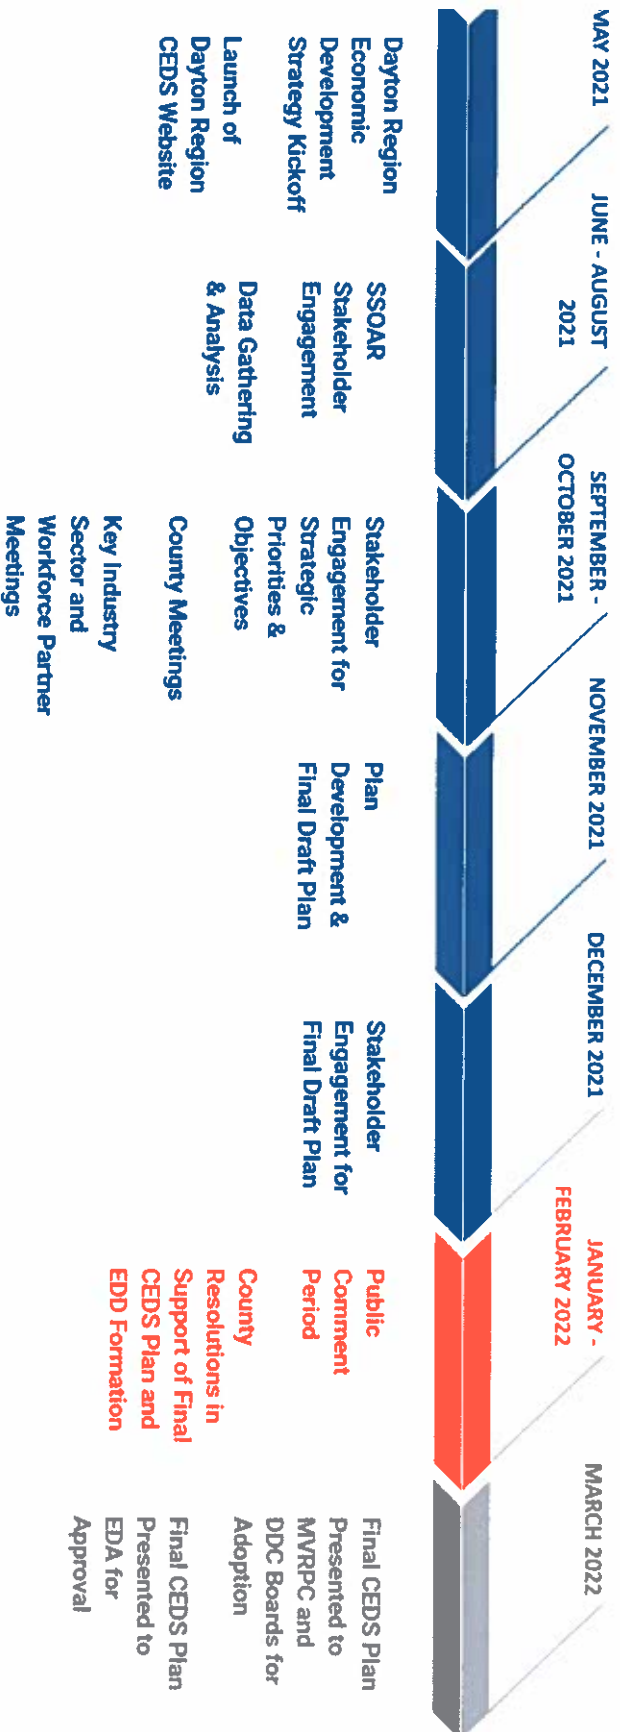 MAY 2021
JUNE - AUGUST
2021
SEPTEMBER -
OCTOBER 2021
NOVEMBER 2021
DECEMBER 2021
JANUARY -
FEBRUARY 2022
MARCH 2022
Dayton Region
Economic
Development
Strategy Kickoff
Launch of
Dayton Region
CEDS Website
SSOAR
Stakeholder
Engagement
Data Gathering
& Analysis
Stakeholder
Engagement for
Strategic
Priorities &
Objectives
County Meetings
Key Industry
Sector and
Workforce Partner
Meetings
Plan
Development &
Final Draft Plan
Stakeholder
Engagement for
Final Draft Plan
Public
Comment
Period
County
Resolutions in
Support of Final
CEDS Plan and
EDD Formation
Final CEDS Plan
Presented to
MVRPC and
DDC Boards for
Adoption
Final CEDS Plan
Presented to
EDA for
Approval